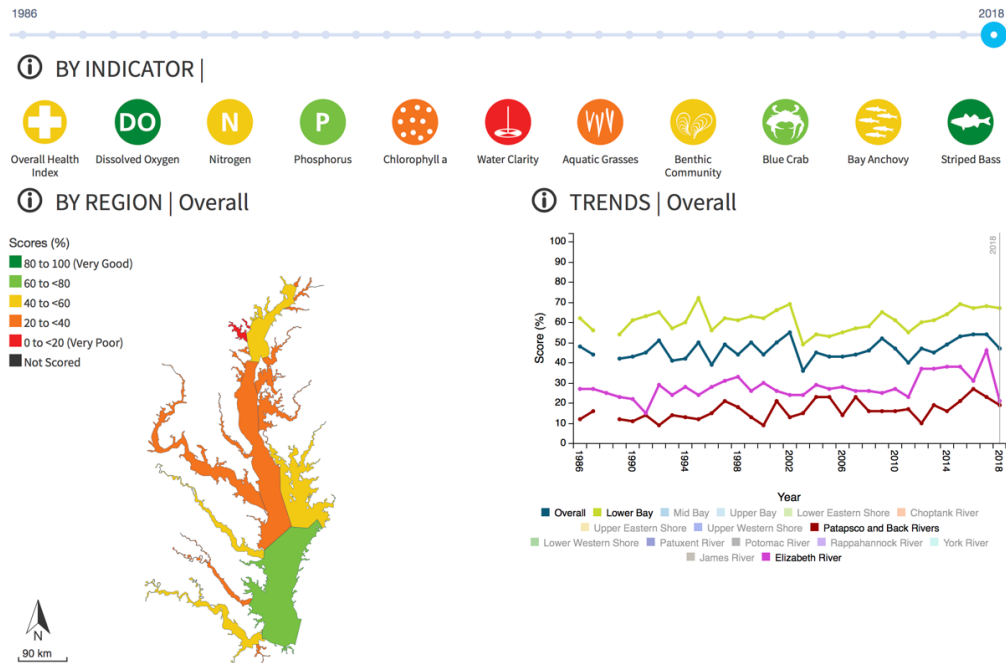 1986
2018
BY INDICATOR |
DO
N
P
Overall Health
Index
Dissolved Oxygen
Nitrogen
Phosphorus
Chlorophyll a
Water Clarity
Aquatic Grasses
Benthic
Community
Blue Crab
Bay Anchovy
Striped Bass
BY REGION | Overall
Scores (%)
80 to 100 (Very Good)
60 to <80
40 to <60
20 to <40
0 to <20 (Very Poor)
Not Scored
N
90 km
TRENDS | Overall
2018
Score (%)
100
90
80
70
60
50
40
30
20
10
0
1986
1990
1994
1998
2002
2006
2010
2014
2018
Year
Overall Lower Bay Mid Bay Upper Bay Lower Eastern Shore Choptank River
Upper Eastern Shore Upper Western Shore Patapsco and Back Rivers
Lower Western Shore Patuxent River Potomac River Rappahannock River York River
James River Elizabeth River